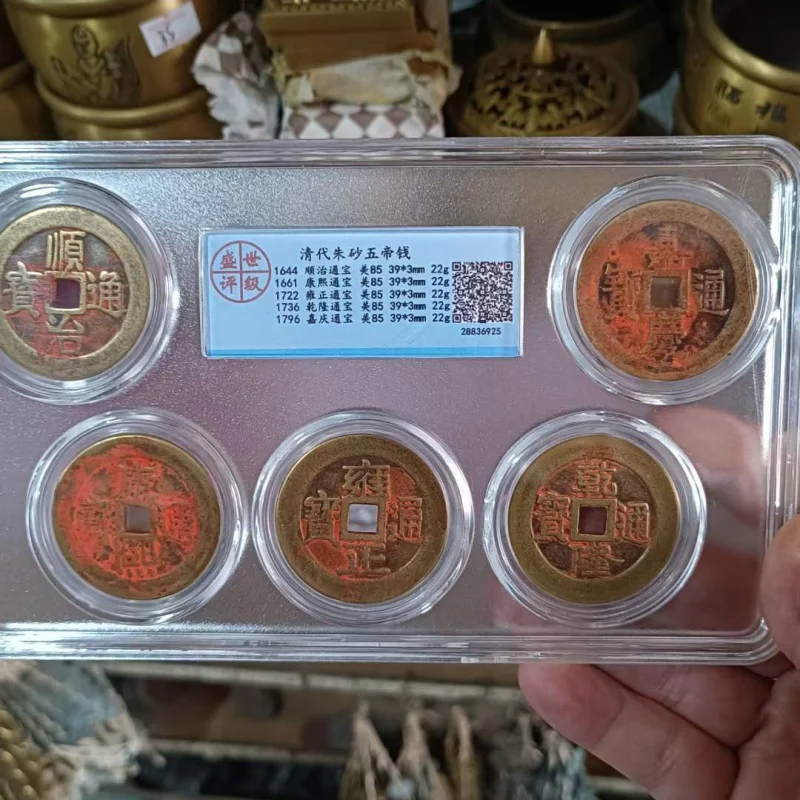 35
福
順治通寶
盛世评级
清代朱砂五帝钱
1644 顺治通宝 美85 39*3mm 22g
1661 康熙通宝 美85 39*3mm 22g
1722 雍正通宝 美85 39*3mm 22g
1736 乾隆通宝 美85 39*3mm 22g
1796 嘉庆通宝 美85 39*3mm 22g
28836925
嘉慶通寶
康熙通寶
雍正通寶
乾隆通寶